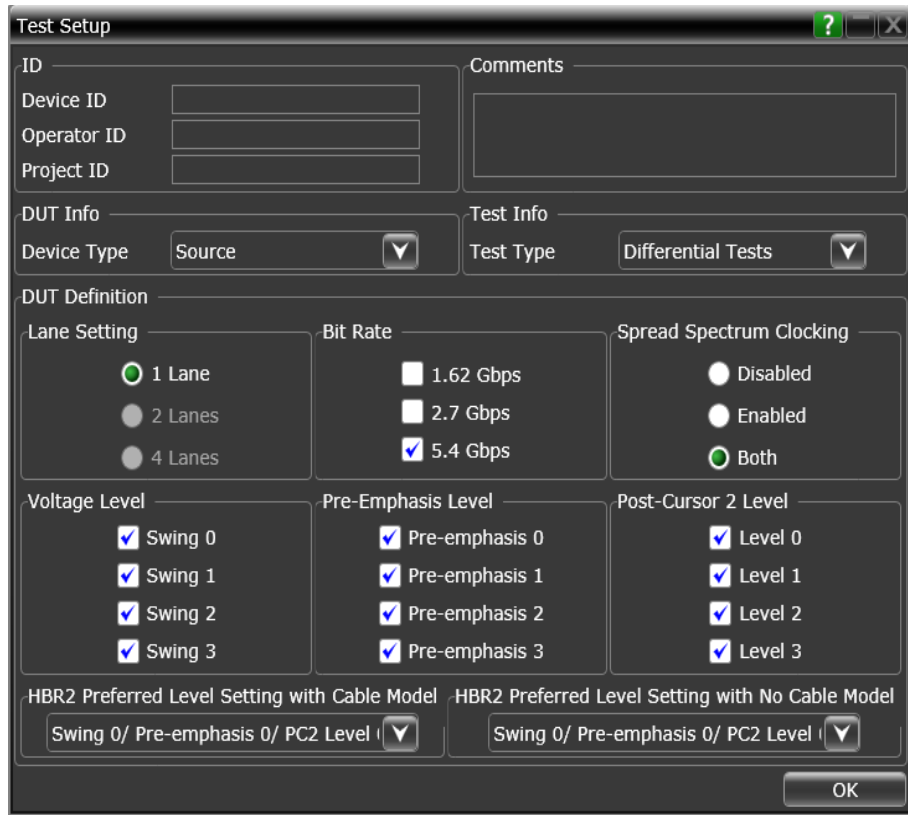 Test Setup
?
X
ID
Device ID
Operator ID
Project ID
Comments
DUT Info
Device Type
Source
Test Info
Test Type
Differential Tests
DUT Definition
Lane Setting
1 Lane
2 Lanes
4 Lanes
Bit Rate
1.62 Gbps
2.7 Gbps
5.4 Gbps
Spread Spectrum Clocking
Disabled
Enabled
Both
Voltage Level
Swing 0
Swing 1
Swing 2
Swing 3
Pre-Emphasis Level
Pre-emphasis 0
Pre-emphasis 1
Pre-emphasis 2
Pre-emphasis 3
Post-Cursor 2 Level
Level 0
Level 1
Level 2
Level 3
HBR2 Preferred Level Setting with Cable Model
Swing 0/ Pre-emphasis 0/ PC2 Level
HBR2 Preferred Level Setting with No Cable Model
Swing 0/ Pre-emphasis 0/ PC2 Level
OK